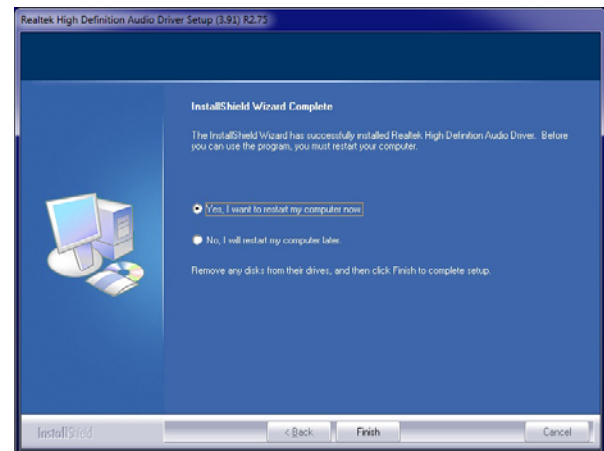 Realtek High Definition Audio Driver Setup (3.91) R2.75
InstallShield Wizard Complete
The InstallShield Wizard has successfully installed Realtek High Definition Audio Driver. Before
you can use the program, you must restart your computer.
Yes, I want to restart my computer now.
No, I will restart my computer later.
Remove any disks from their drives, and then click Finish to complete setup.
InstallShield
< Back
Finish
Cancel